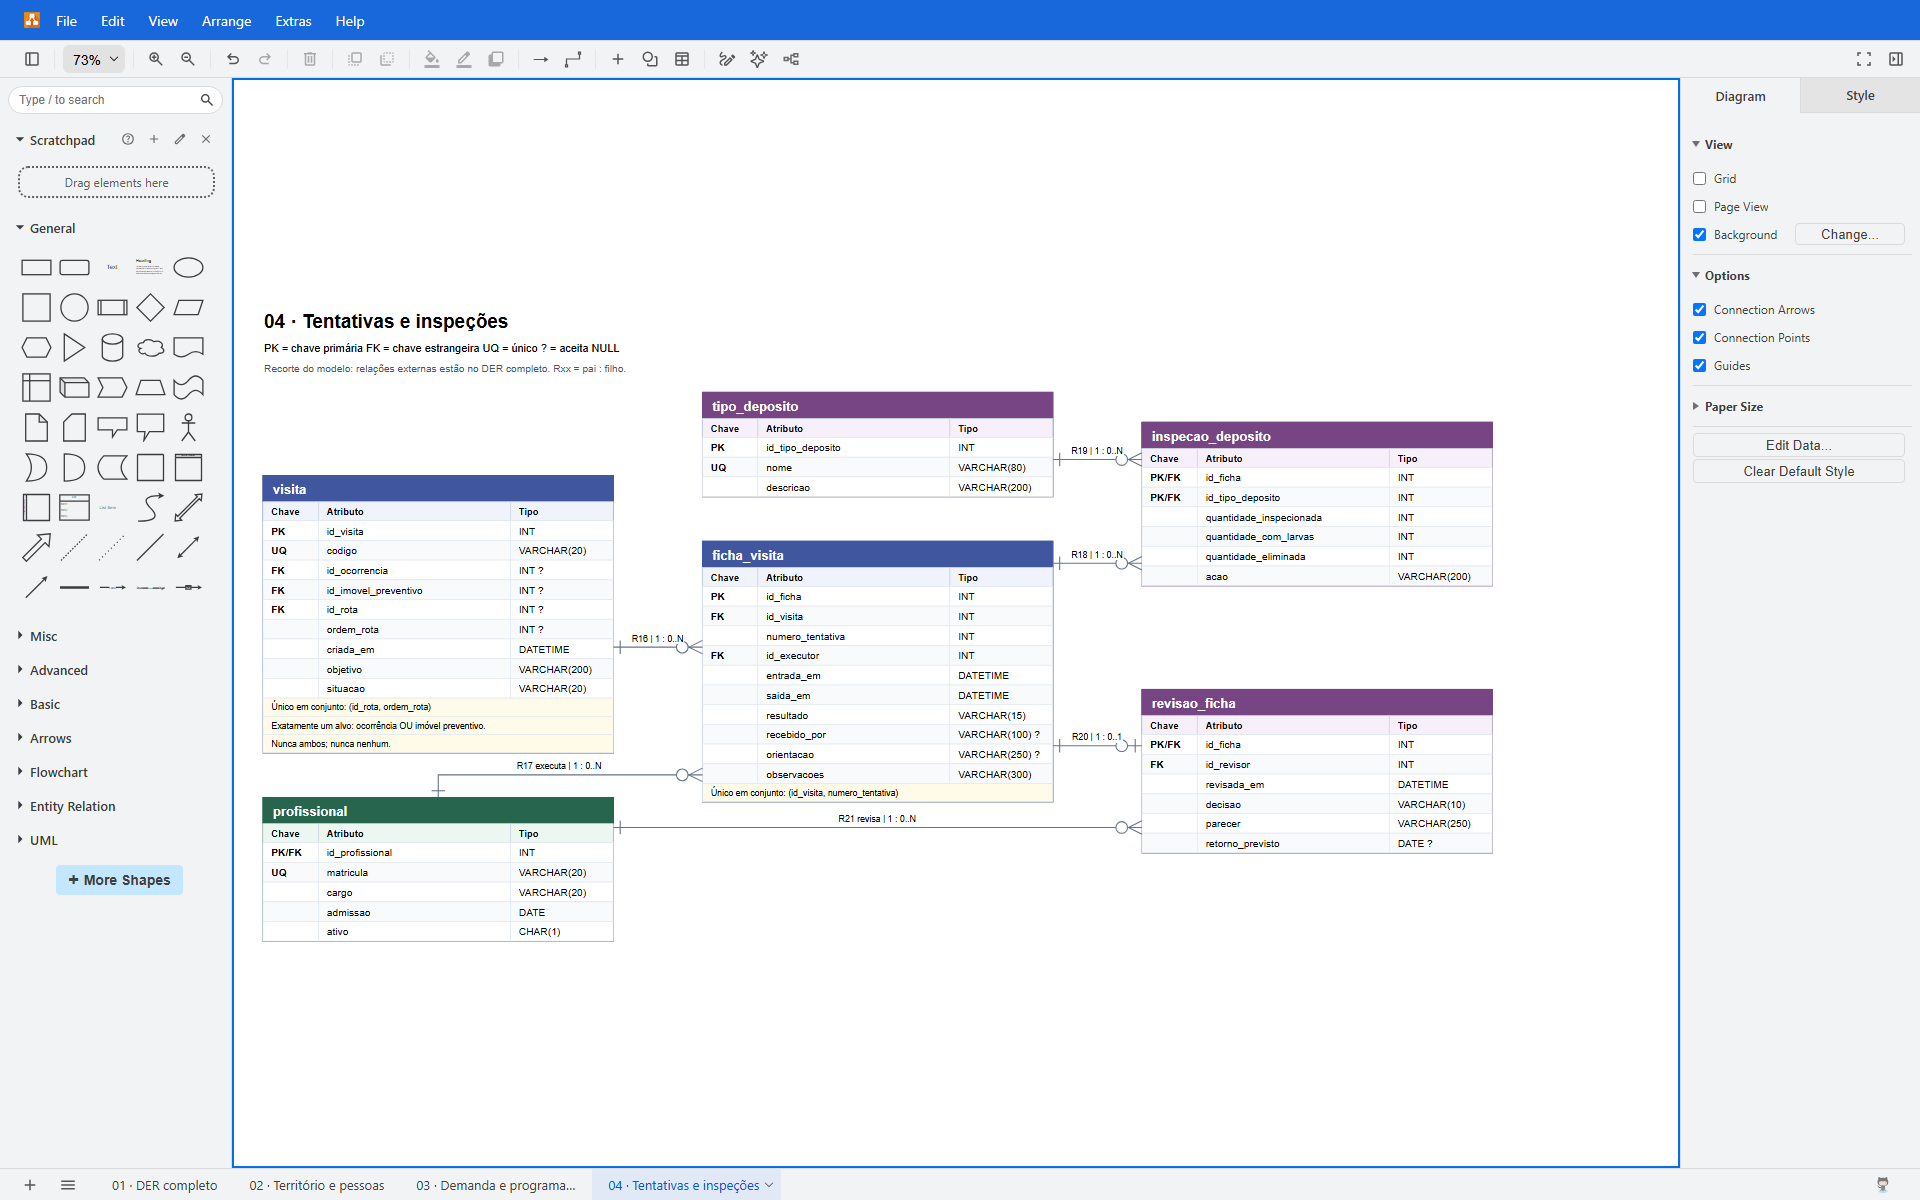 File Edit View Arrange Extras Help
73%
Type / to search
Scratchpad
Drag elements here
General
Text
Heading
Misc
Advanced
Basic
Arrows
Flowchart
Entity Relation
UML
+ More Shapes
04 · Tentativas e inspeções
PK = chave primária FK = chave estrangeira UQ = único ? = aceita NULL
Recorte do modelo: relações externas estão no DER completo. Rxx = pai : filho.
visita
Chave Atributo Tipo
PK id_visita INT
UQ codigo VARCHAR(20)
FK id_ocorrencia INT ?
FK id_imovel_preventivo INT ?
FK id_rota INT ?
ordem_rota INT ?
criada_em DATETIME
objetivo VARCHAR(200)
situacao VARCHAR(20)
Único em conjunto: (id_rota, ordem_rota)
Exatamente um alvo: ocorrência OU imóvel preventivo.
Nunca ambos; nunca nenhum.
R17 executa | 1 : 0..N
profissional
Chave Atributo Tipo
PK/FK id_profissional INT
UQ matricula VARCHAR(20)
cargo VARCHAR(20)
admissao DATE
ativo CHAR(1)
R16 | 1 : 0..N
tipo_deposito
Chave Atributo Tipo
PK id_tipo_deposito INT
UQ nome VARCHAR(80)
descricao VARCHAR(200)
ficha_visita
Chave Atributo Tipo
PK id_ficha INT
FK id_visita INT
numero_tentativa INT
FK id_executor INT
entrada_em DATETIME
saida_em DATETIME
resultado VARCHAR(15)
recebido_por VARCHAR(100) ?
orientacao VARCHAR(250) ?
observacoes VARCHAR(300)
Único em conjunto: (id_visita, numero_tentativa)
R21 revisa | 1 : 0..N
R19 | 1 : 0..N
R18 | 1 : 0..N
R20 | 1 : 0..1
inspecao_deposito
Chave Atributo Tipo
PK/FK id_ficha INT
PK/FK id_tipo_deposito INT
quantidade_inspecionada INT
quantidade_com_larvas INT
quantidade_eliminada INT
acao VARCHAR(200)
revisao_ficha
Chave Atributo Tipo
PK/FK id_ficha INT
FK id_revisor INT
revisada_em DATETIME
decisao VARCHAR(10)
parecer VARCHAR(250)
retorno_previsto DATE ?
Diagram Style
View
Grid
Page View
Background Change...
Options
Connection Arrows
Connection Points
Guides
Paper Size
Edit Data...
Clear Default Style
01 · DER completo 02 · Território e pessoas 03 · Demanda e programa... 04 · Tentativas e inspeções